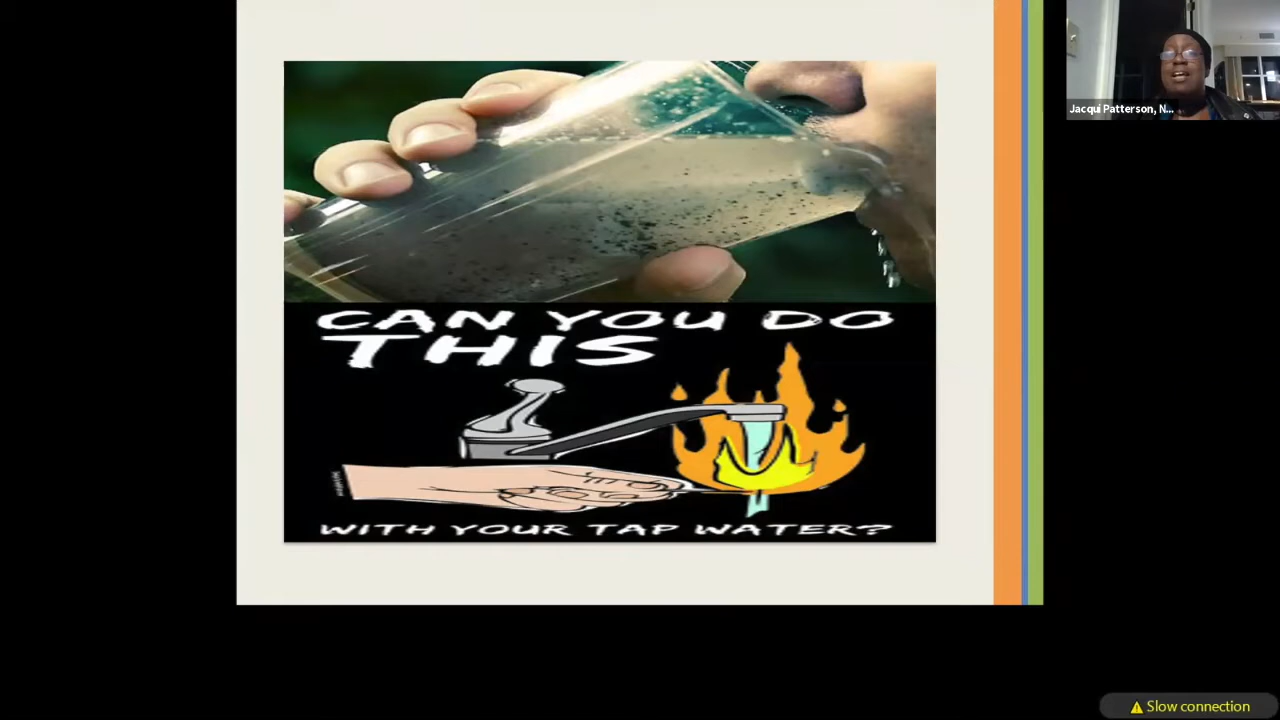 Jacqui Patterson, N...
CAN YOU DO
THIS
WITH YOUR TAP WATER?
Slow connection